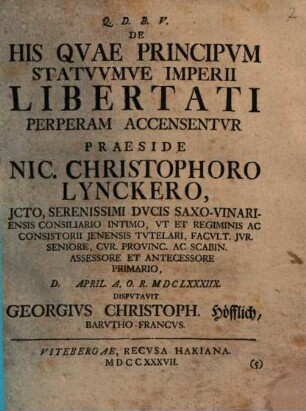 Q. D. B. V.
DE
HIS QVAE PRINCIPVM
STATVVMVE IMPERII
LIBERTATI
PERPERAM ACCENSENTVR
PRAESIDE
NIC. CHRISTOPHORO
LYNCKERO,
JCTO, SERENISSIMI DVCIS SAXO-VINARI-
ENSIS CONSILIARIO INTIMO, VT ET REGIMINIS AC
CONSISTORII JENENSIS TVTELARI, FACVLT. JVR.
SENIORE, CVR. PROVINC. AC SCABIN.
ASSESSORE ET ANTECESSORE
PRIMARIO,
D. APRIL. A. O. R. MDCLXXXIIX.
DISPVTAVIT
GEORGIVS CHRISTOPH. Höfflich,
BARVTHO-FRANCVS.
VITEBERGAE, RECVSA HAKIANA.
MDCCXXXVII. (5)